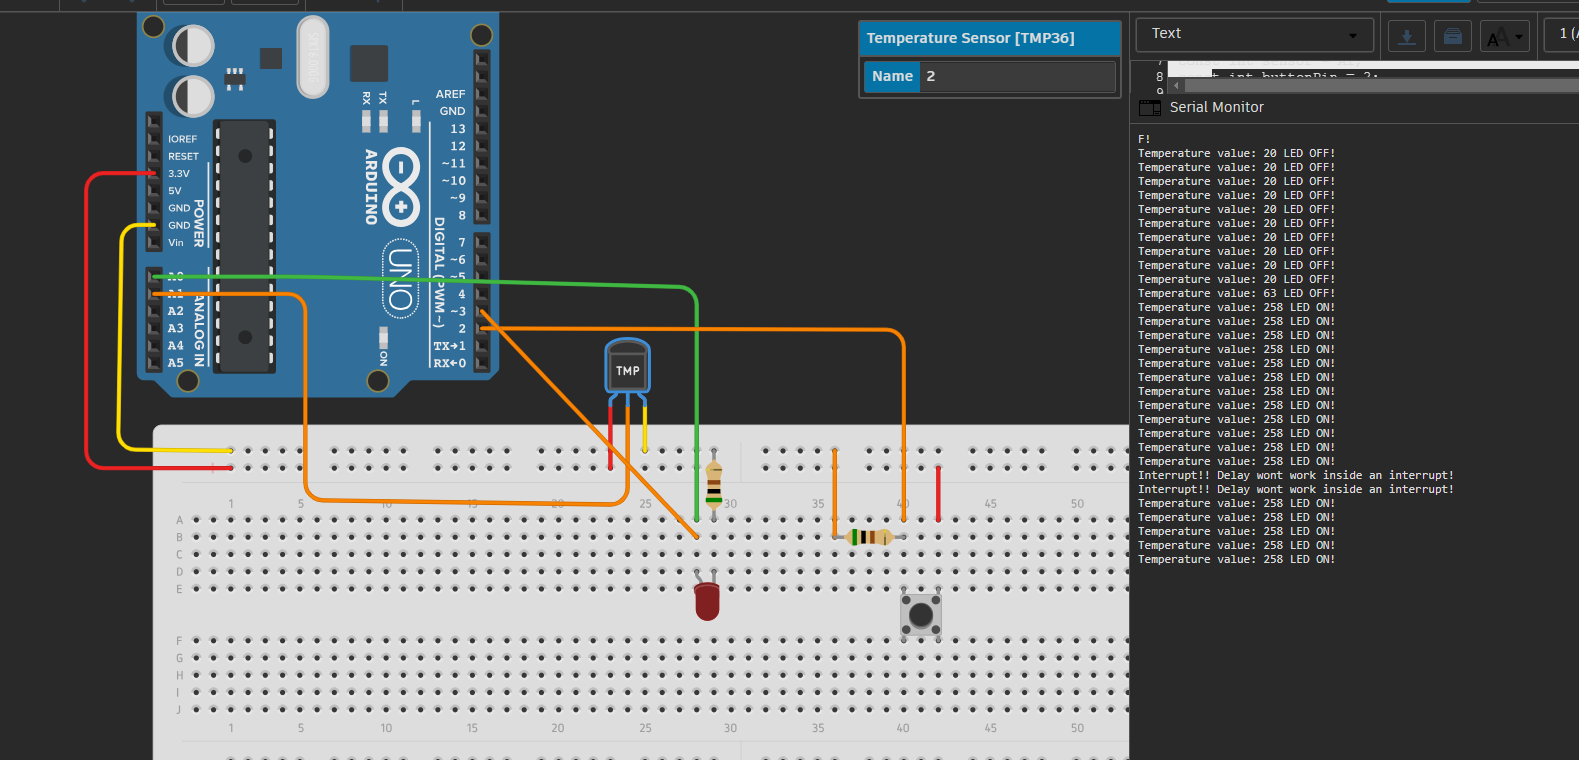 Temperature Sensor [TMP36]
Name 2
Text
1 (A
8 const int buttonPin = 2;
9
Serial Monitor
F!
Temperature value: 20 LED OFF!
Temperature value: 20 LED OFF!
Temperature value: 20 LED OFF!
Temperature value: 20 LED OFF!
Temperature value: 20 LED OFF!
Temperature value: 20 LED OFF!
Temperature value: 20 LED OFF!
Temperature value: 20 LED OFF!
Temperature value: 20 LED OFF!
Temperature value: 20 LED OFF!
Temperature value: 63 LED OFF!
Temperature value: 258 LED ON!
Temperature value: 258 LED ON!
Temperature value: 258 LED ON!
Temperature value: 258 LED ON!
Temperature value: 258 LED ON!
Temperature value: 258 LED ON!
Temperature value: 258 LED ON!
Temperature value: 258 LED ON!
Temperature value: 258 LED ON!
Temperature value: 258 LED ON!
Temperature value: 258 LED ON!
Temperature value: 258 LED ON!
Interrupt!! Delay wont work inside an interrupt!
Interrupt!! Delay wont work inside an interrupt!
Temperature value: 258 LED ON!
Temperature value: 258 LED ON!
Temperature value: 258 LED ON!
Temperature value: 258 LED ON!
Temperature value: 258 LED ON!
IOREF
RESET
3.3V
5V
GND
GND
Vin
POWER
A0
A1
A2
A3
A4
A5
ANALOG IN
RX
TX
L
ARDUINO
UNO
ON
AREF
GND
13
12
~11
~10
~9
8
7
~6
~5
4
~3
2
TX→1
RX←0
DIGITAL (PWM~)
TMP
1 5 10 15 20 25 30 35 40 45 50
A
B
C
D
E
F
G
H
I
J
1 5 10 15 20 25 30 35 40 45 50